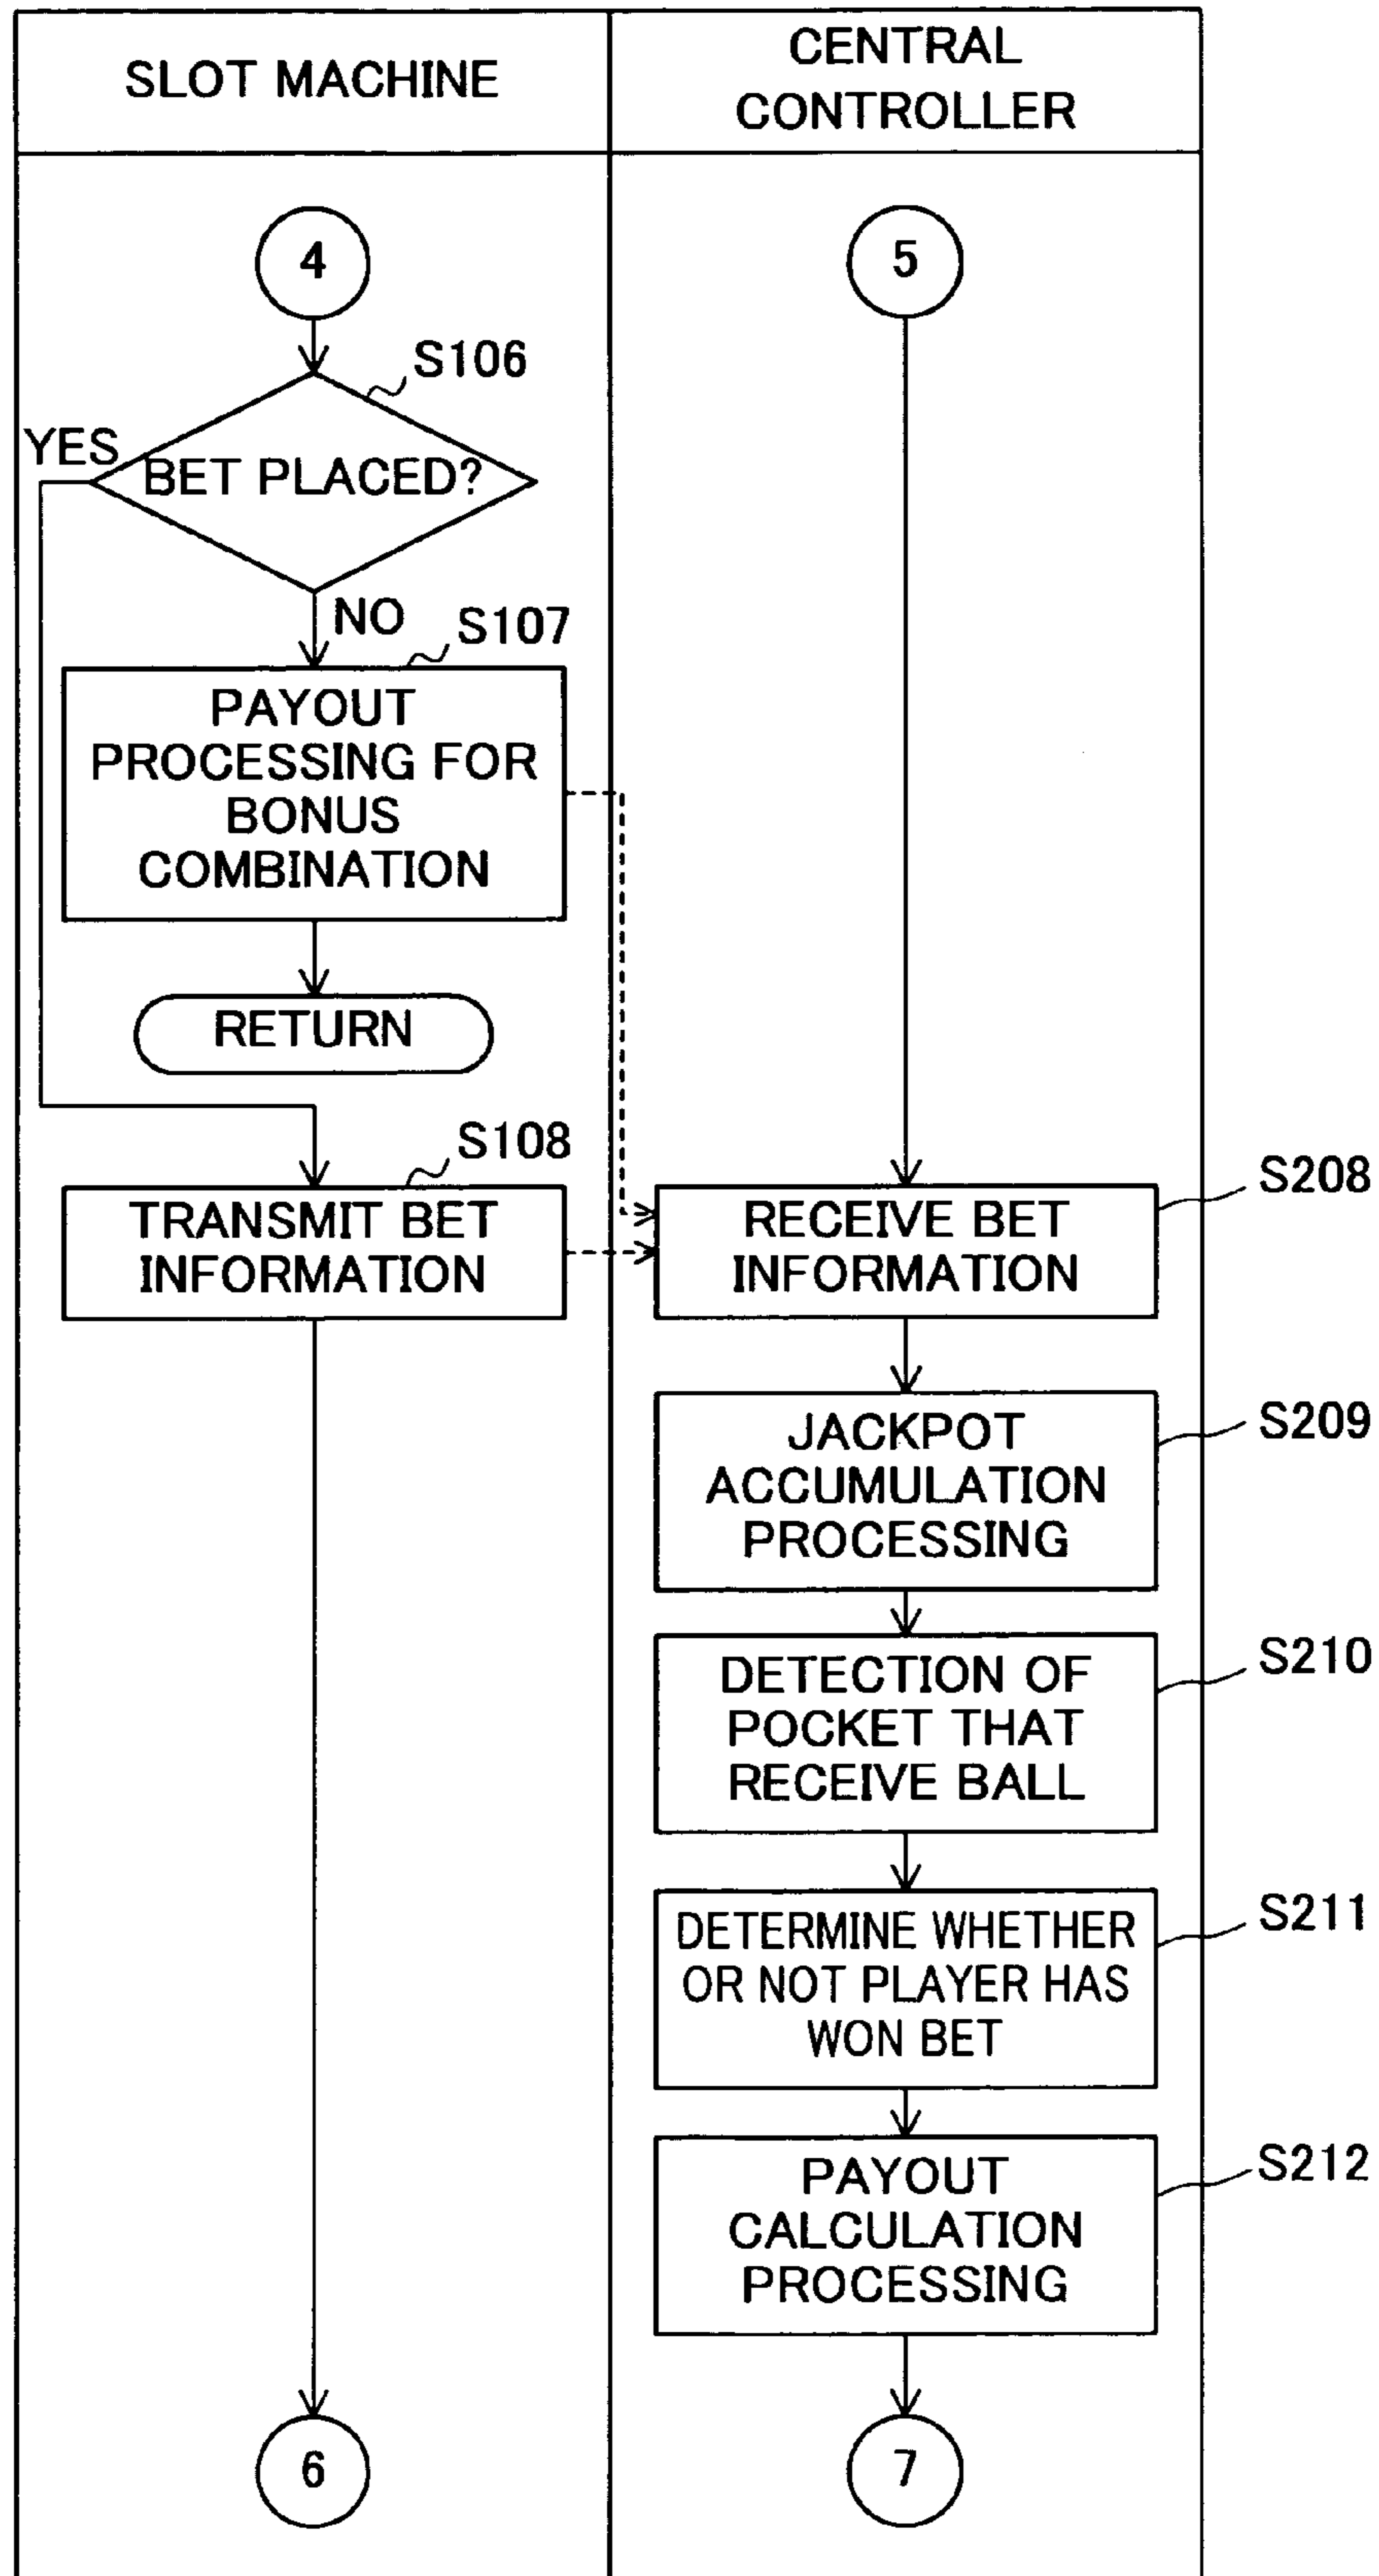 SLOT MACHINE
CENTRAL
CONTROLLER
4
S106
YES
BET PLACED?
NO
S107
PAYOUT
PROCESSING FOR
BONUS
COMBINATION
RETURN
S108
TRANSMIT BET
INFORMATION
6
5
RECEIVE BET
INFORMATION
S208
JACKPOT
ACCUMULATION
PROCESSING
S209
DETECTION OF
POCKET THAT
RECEIVE BALL
S210
DETERMINE WHETHER
OR NOT PLAYER HAS
WON BET
S211
PAYOUT
CALCULATION
PROCESSING
S212
7